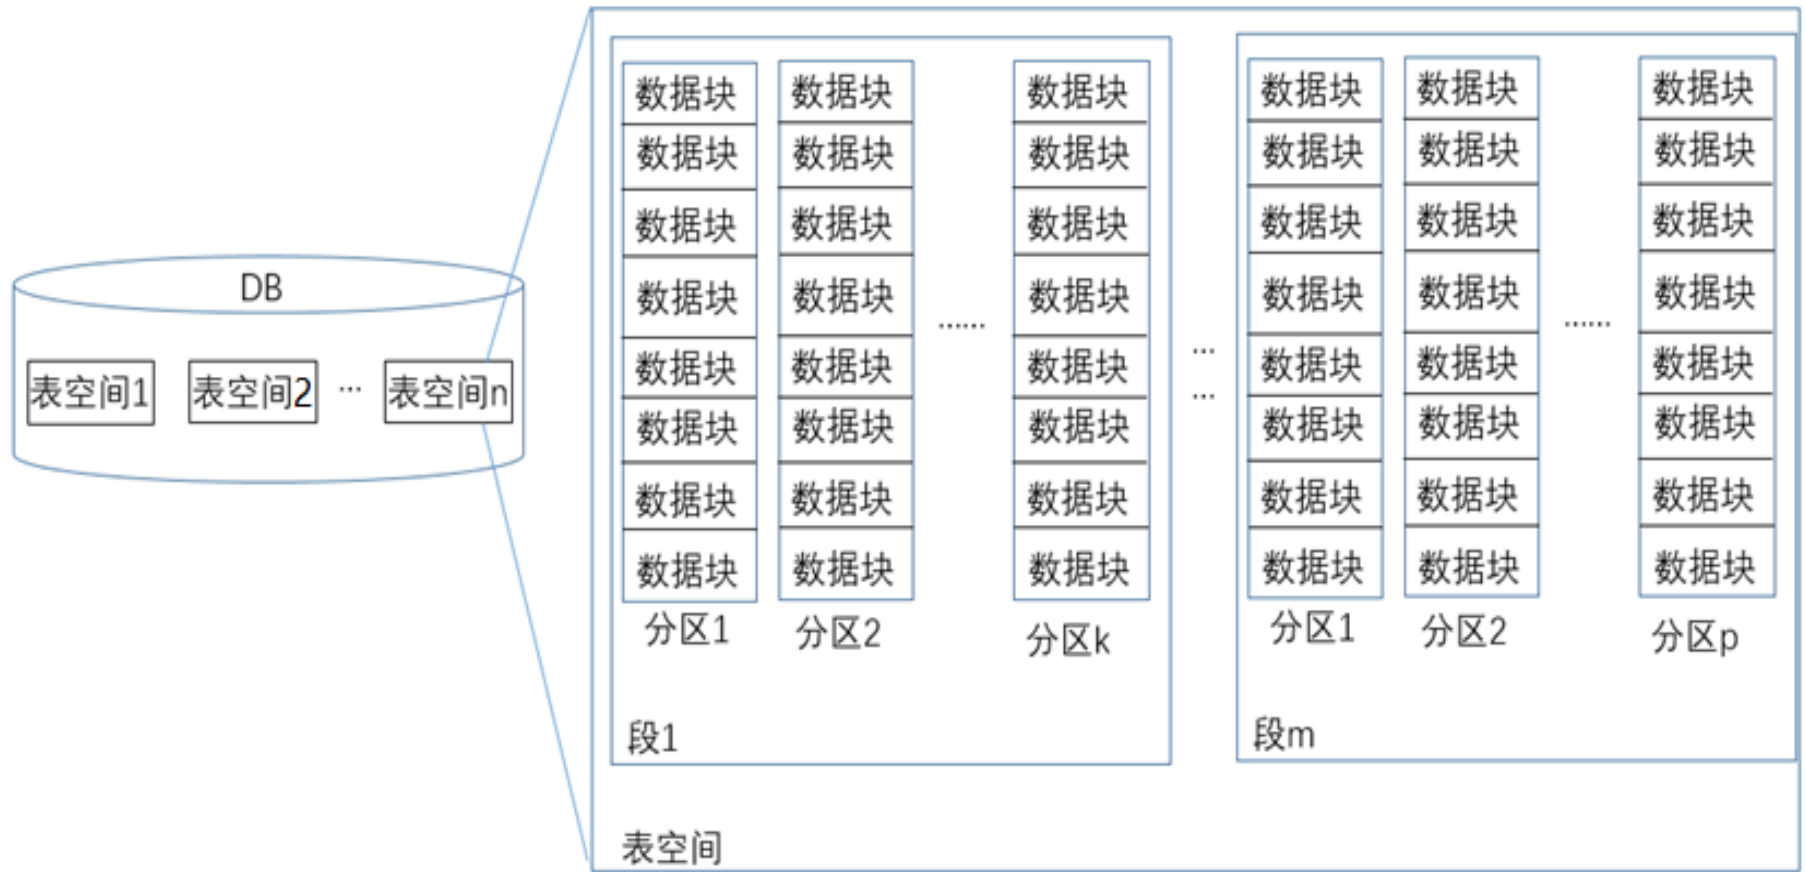 DB
表空间1 表空间2 ... 表空间n
数据块 数据块 数据块 数据块 数据块 数据块
数据块 数据块 数据块 数据块 数据块 数据块
数据块 数据块 数据块 数据块 数据块 数据块
数据块 数据块 ...... 数据块 数据块 数据块 ...... 数据块
数据块 数据块 数据块 ... 数据块 数据块 数据块
数据块 数据块 数据块 ... 数据块 数据块 数据块
数据块 数据块 数据块 数据块 数据块 数据块
数据块 数据块 数据块 数据块 数据块 数据块
分区1 分区2 分区k 分区1 分区2 分区p
段1 段m
表空间